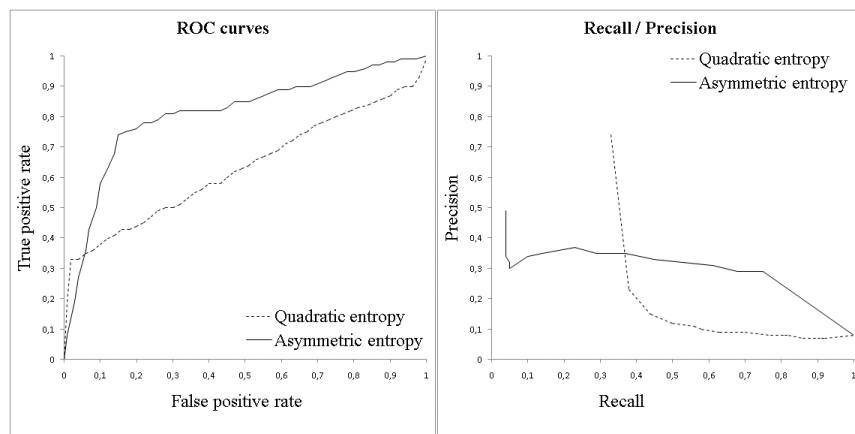 ROC curves
1
0,9
0,8
0,7
0,6
0,5
0,4
0,3
0,2
0,1
0
True positive rate
Quadratic entropy
Asymmetric entropy
0 0,1 0,2 0,3 0,4 0,5 0,6 0,7 0,8 0,9 1
False positive rate
Recall / Precision
Quadratic entropy
Asymmetric entropy
1
0,9
0,8
0,7
0,6
0,5
0,4
0,3
0,2
0,1
0
Precision
0 0,1 0,2 0,3 0,4 0,5 0,6 0,7 0,8 0,9 1
Recall